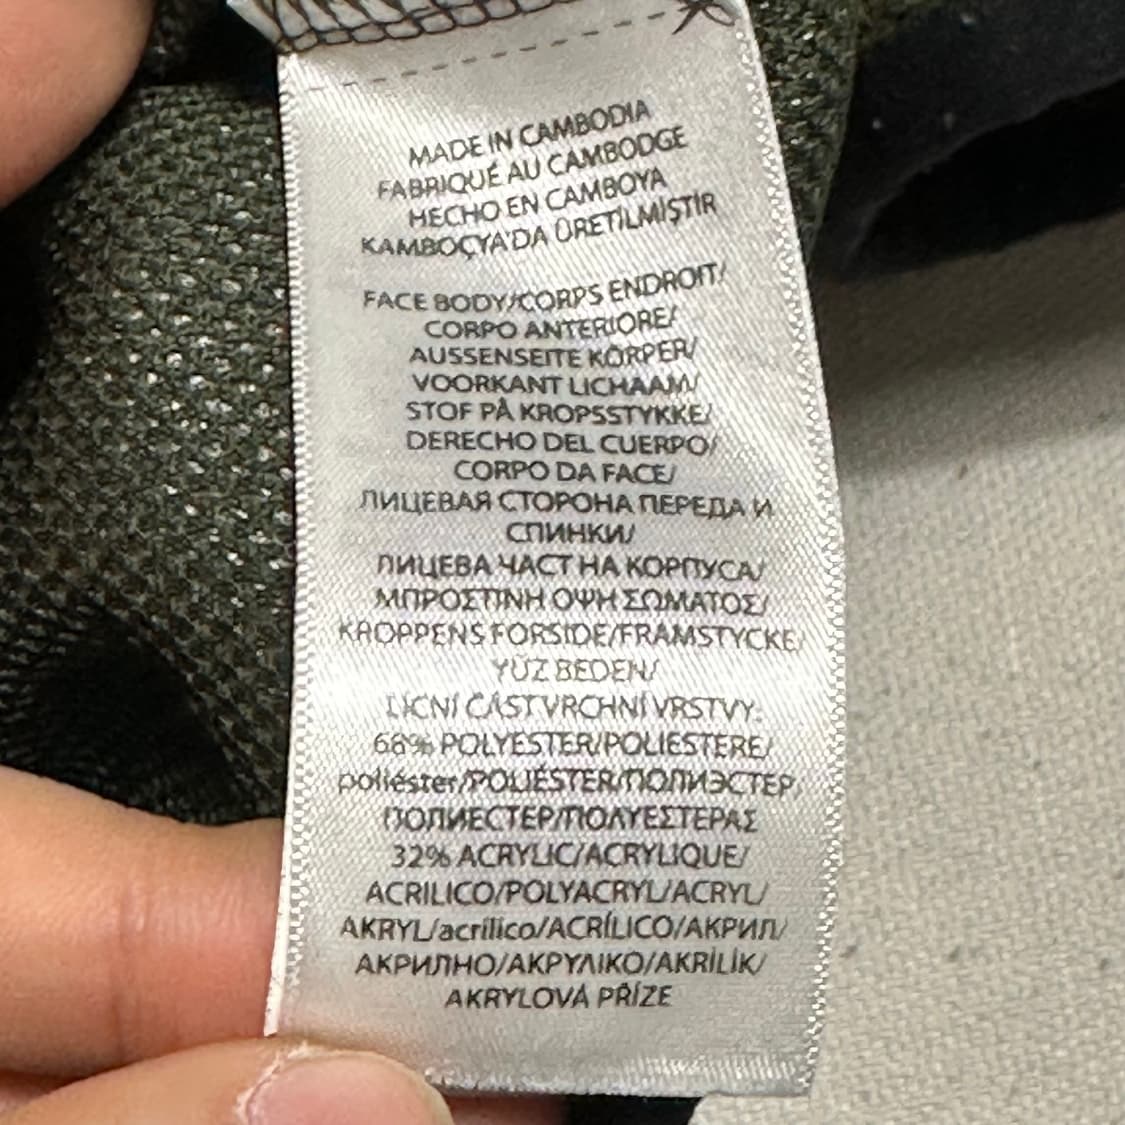 MADE IN CAMBODIA
FABRIQUÉ AU CAMBODGE
HECHO EN CAMBOYA
KAMBOÇYA'DA ÜRETİLMİŞTİR
FACE BODY/CORPS ENDROIT/
CORPO ANTERIORE/
AUSSENSEITE KÖRPER/
VOORKANT LICHAAM/
STOF PÅ KROPSSTYKKE/
DERECHO DEL CUERPO/
CORPO DA FACE/
ЛИЦЕВАЯ СТОРОНА ПЕРЕДА И
СПИНКИ/
ЛИЦЕВА ЧАСТ НА КОРПУСА/
ΜΠΡΟΣΤΙΝΗ ΟΨΗ ΣΩΜΑΤΟΣ/
KROPPENS FORSIDE/FRAMSTYCKE/
YÜZ BEDEN/
LÍCNÍ ČÁST VRCHNÍ VRSTVY:
68% POLYESTER/POLIESTERE/
poliéster/POLIÉSTER/ПОЛИЭСТЕР/
ПОЛИЕСТЕР/ΠΟΛΥΕΣΤΕΡΑΣ
32% ACRYLIC/ACRYLIQUE/
ACRILICO/POLYACRYL/ACRYL/
AKRYL/acrílico/ACRÍLICO/АКРИЛ/
АКРИЛНО/ΑΚΡΥΛΙΚΟ/AKRİLİK/
AKRYLOVÁ PŘÍZE